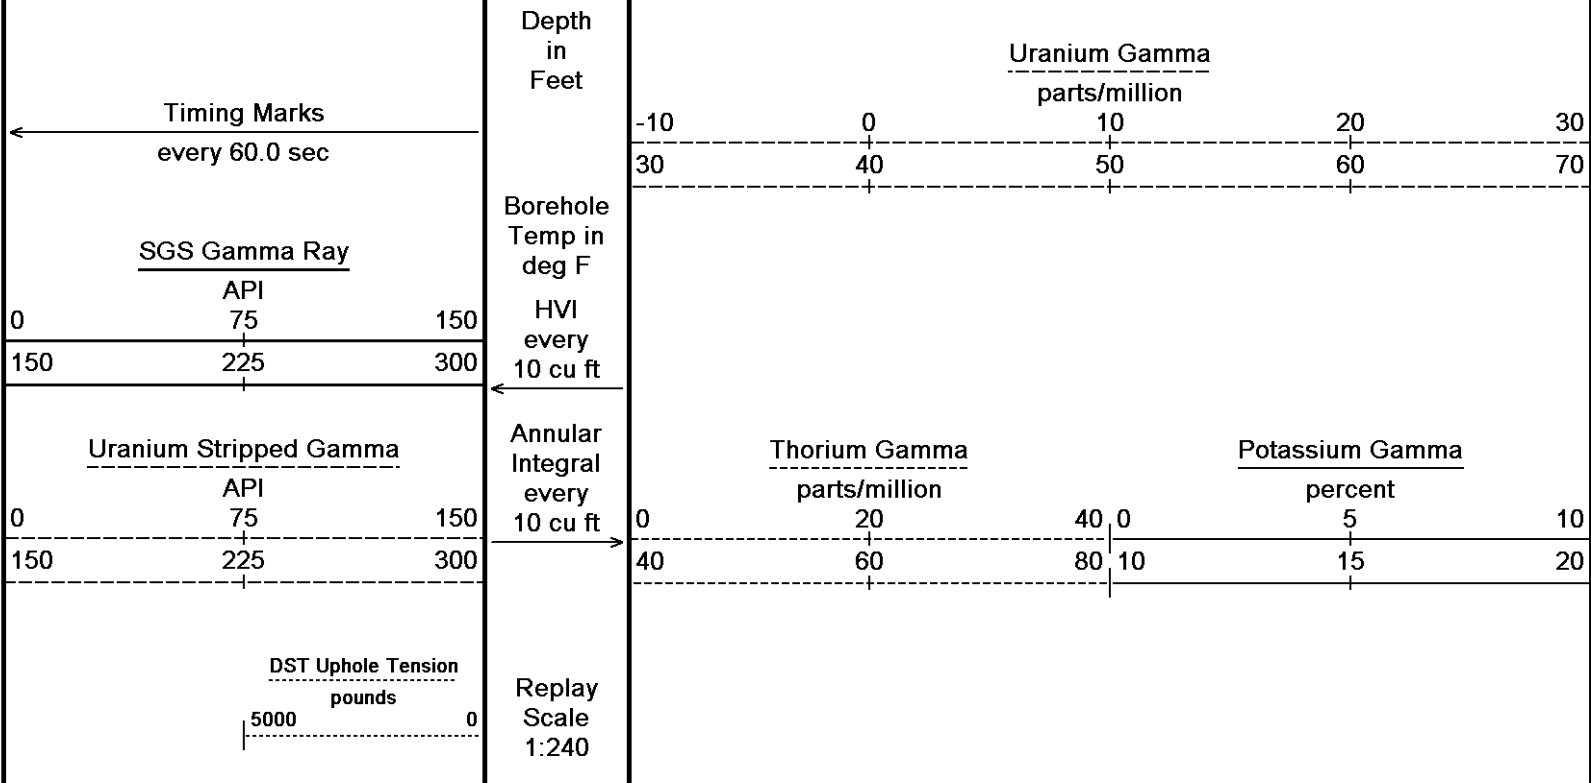 Timing Marks
every 60.0 sec
SGS Gamma Ray
API
0 75 150
150 225 300
Uranium Stripped Gamma
API
0 75 150
150 225 300
DST Uphole Tension
pounds
5000 0
Depth
in
Feet
Borehole
Temp in
deg F
HVI
every
10 cu ft
Annular
Integral
every
10 cu ft
Replay
Scale
1:240
Uranium Gamma
parts/million
-10 0 10 20 30
30 40 50 60 70
Thorium Gamma
parts/million
0 20 40
40 60 80
Potassium Gamma
percent
0 5 10
10 15 20